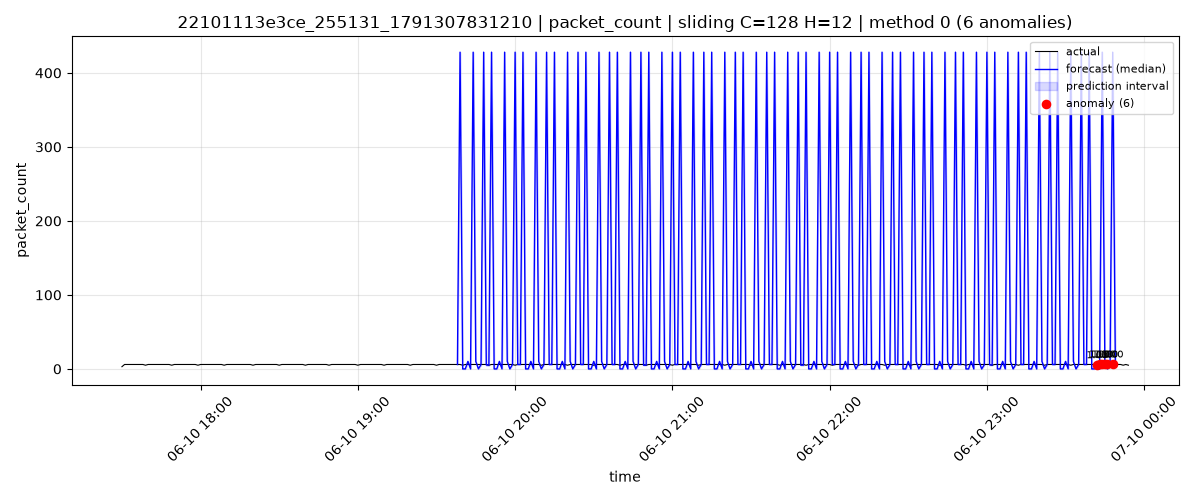 22101113e3ce_255131_1791307831210 | packet_count | sliding C=128 H=12 | method 0 (6 anomalies)
actual
forecast (median)
prediction interval
anomaly (6)
packet_count
400
300
200
100
0
06-10 18:00
06-10 19:00
06-10 20:00
06-10 21:00
06-10 22:00
06-10 23:00
07-10 00:00
time